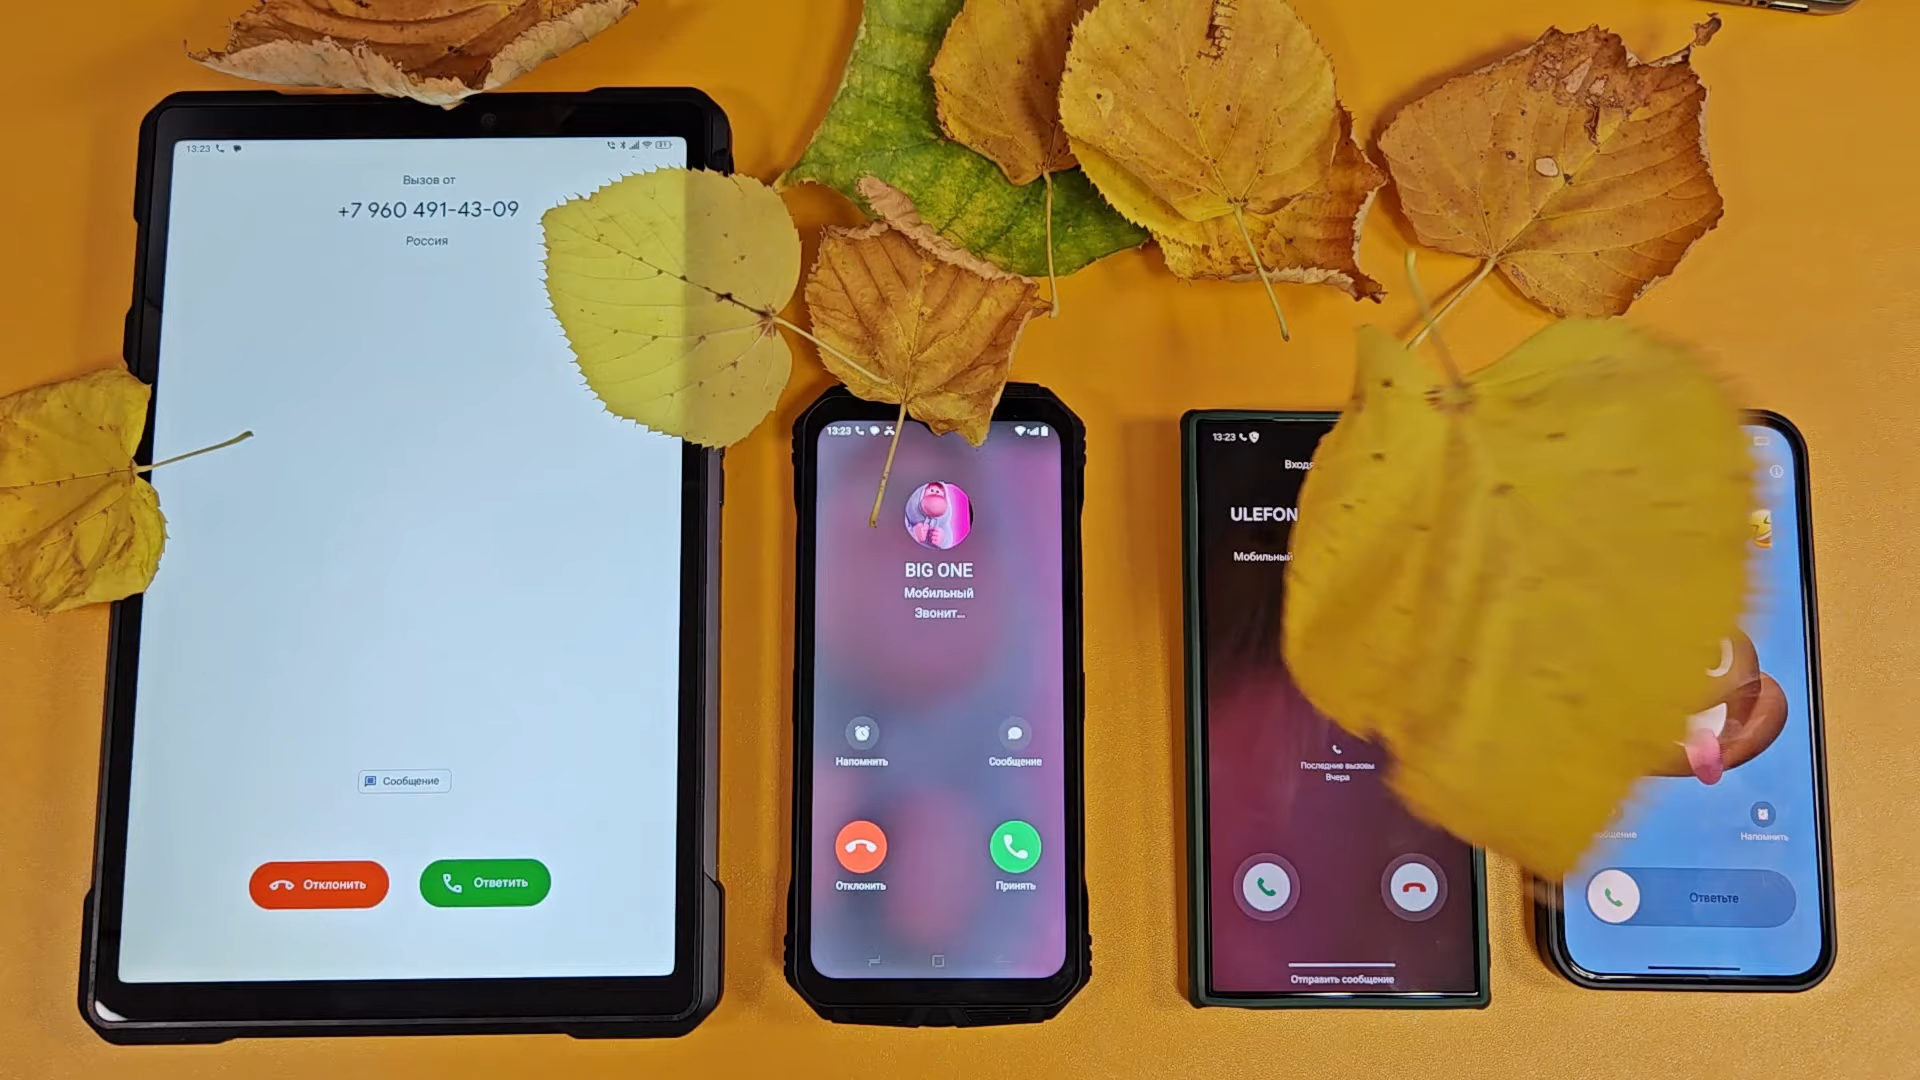 13:23
Вызов от
+7 960 491-43-09
Россия
Сообщение
Отклонить
Ответить
13:23
BIG ONE
Мобильный
Звонит...
Напомнить
Сообщение
Отклонить
Принять
13:23
ULEFON
Мобильный
Последние вызовы
Вчера
Отправить сообщение
Напомнить
Ответьте